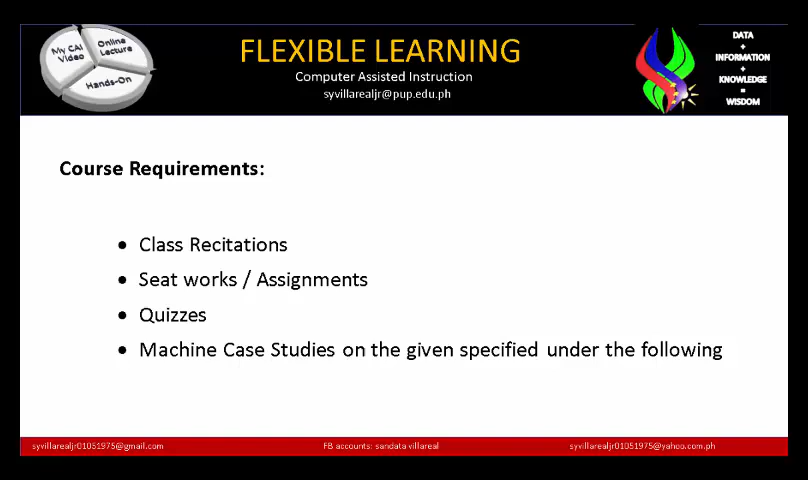 My CAI
Video
Online
Lecture
Hands-On
FLEXIBLE LEARNING
Computer Assisted Instruction
syvillarealjr@pup.edu.ph
DATA
+
INFORMATION
+
KNOWLEDGE
=
WISDOM
Course Requirements:
• Class Recitations
• Seat works / Assignments
• Quizzes
• Machine Case Studies on the given specified under the following
syvillarealjr01051975@gmail.com
FB accounts: sandata villareal
syvillarealjr01051975@yahoo.com.ph